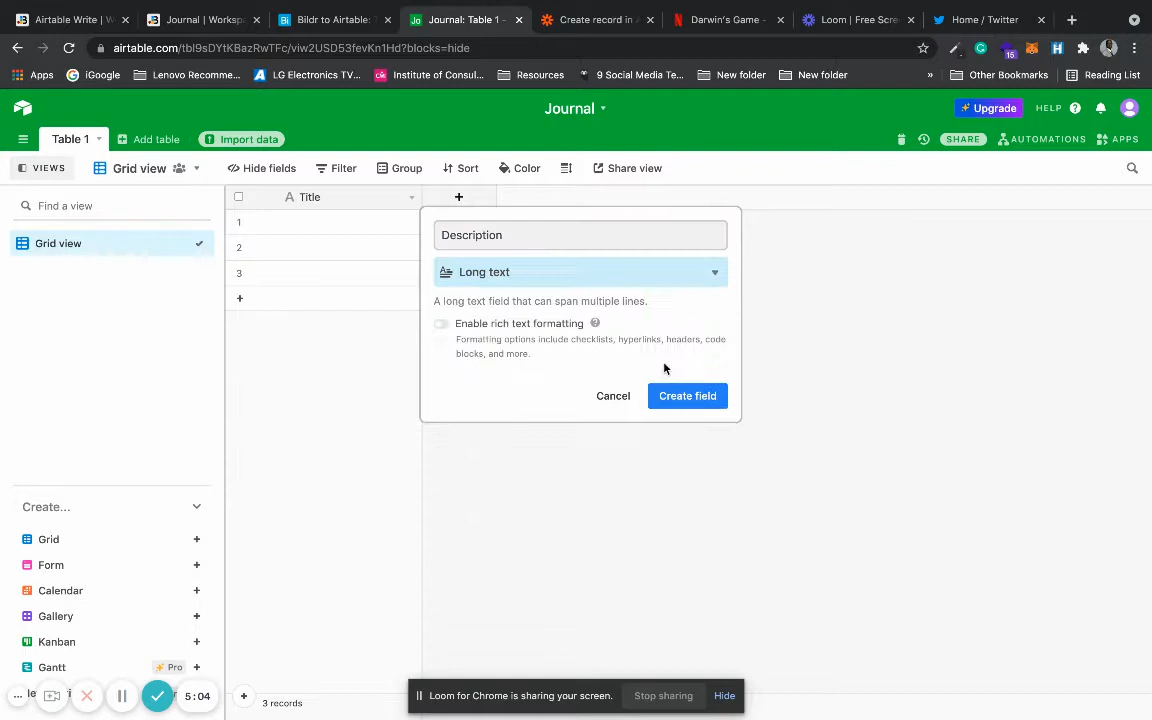 Airtable Write | W
Journal | Workspa
Bildr to Airtable:
Journal: Table 1 -
Create record in A
Darwin's Game -
Loom | Free Scre
Home / Twitter
airtable.com/tbl9sDYtKBazRwTFc/viw2USD53fevKn1Hd?blocks=hide
15
Apps
iGoogle
Lenovo Recomme...
LG Electronics TV...
Institute of Consul...
Resources
9 Social Media Te...
New folder
New folder
»
Other Bookmarks
Reading List
Journal
Upgrade
HELP
Table 1
Add table
Import data
SHARE
AUTOMATIONS
APPS
VIEWS
Grid view
Hide fields
Filter
Group
Sort
Color
Share view
Find a view
Grid view
Title
1
2
3
Description
Long text
A long text field that can span multiple lines.
Enable rich text formatting
Formatting options include checklists, hyperlinks, headers, code
blocks, and more.
Cancel
Create field
Create...
Grid
Form
Calendar
Gallery
Kanban
Gantt
Pro
5:04
3 records
Loom for Chrome is sharing your screen.
Stop sharing
Hide